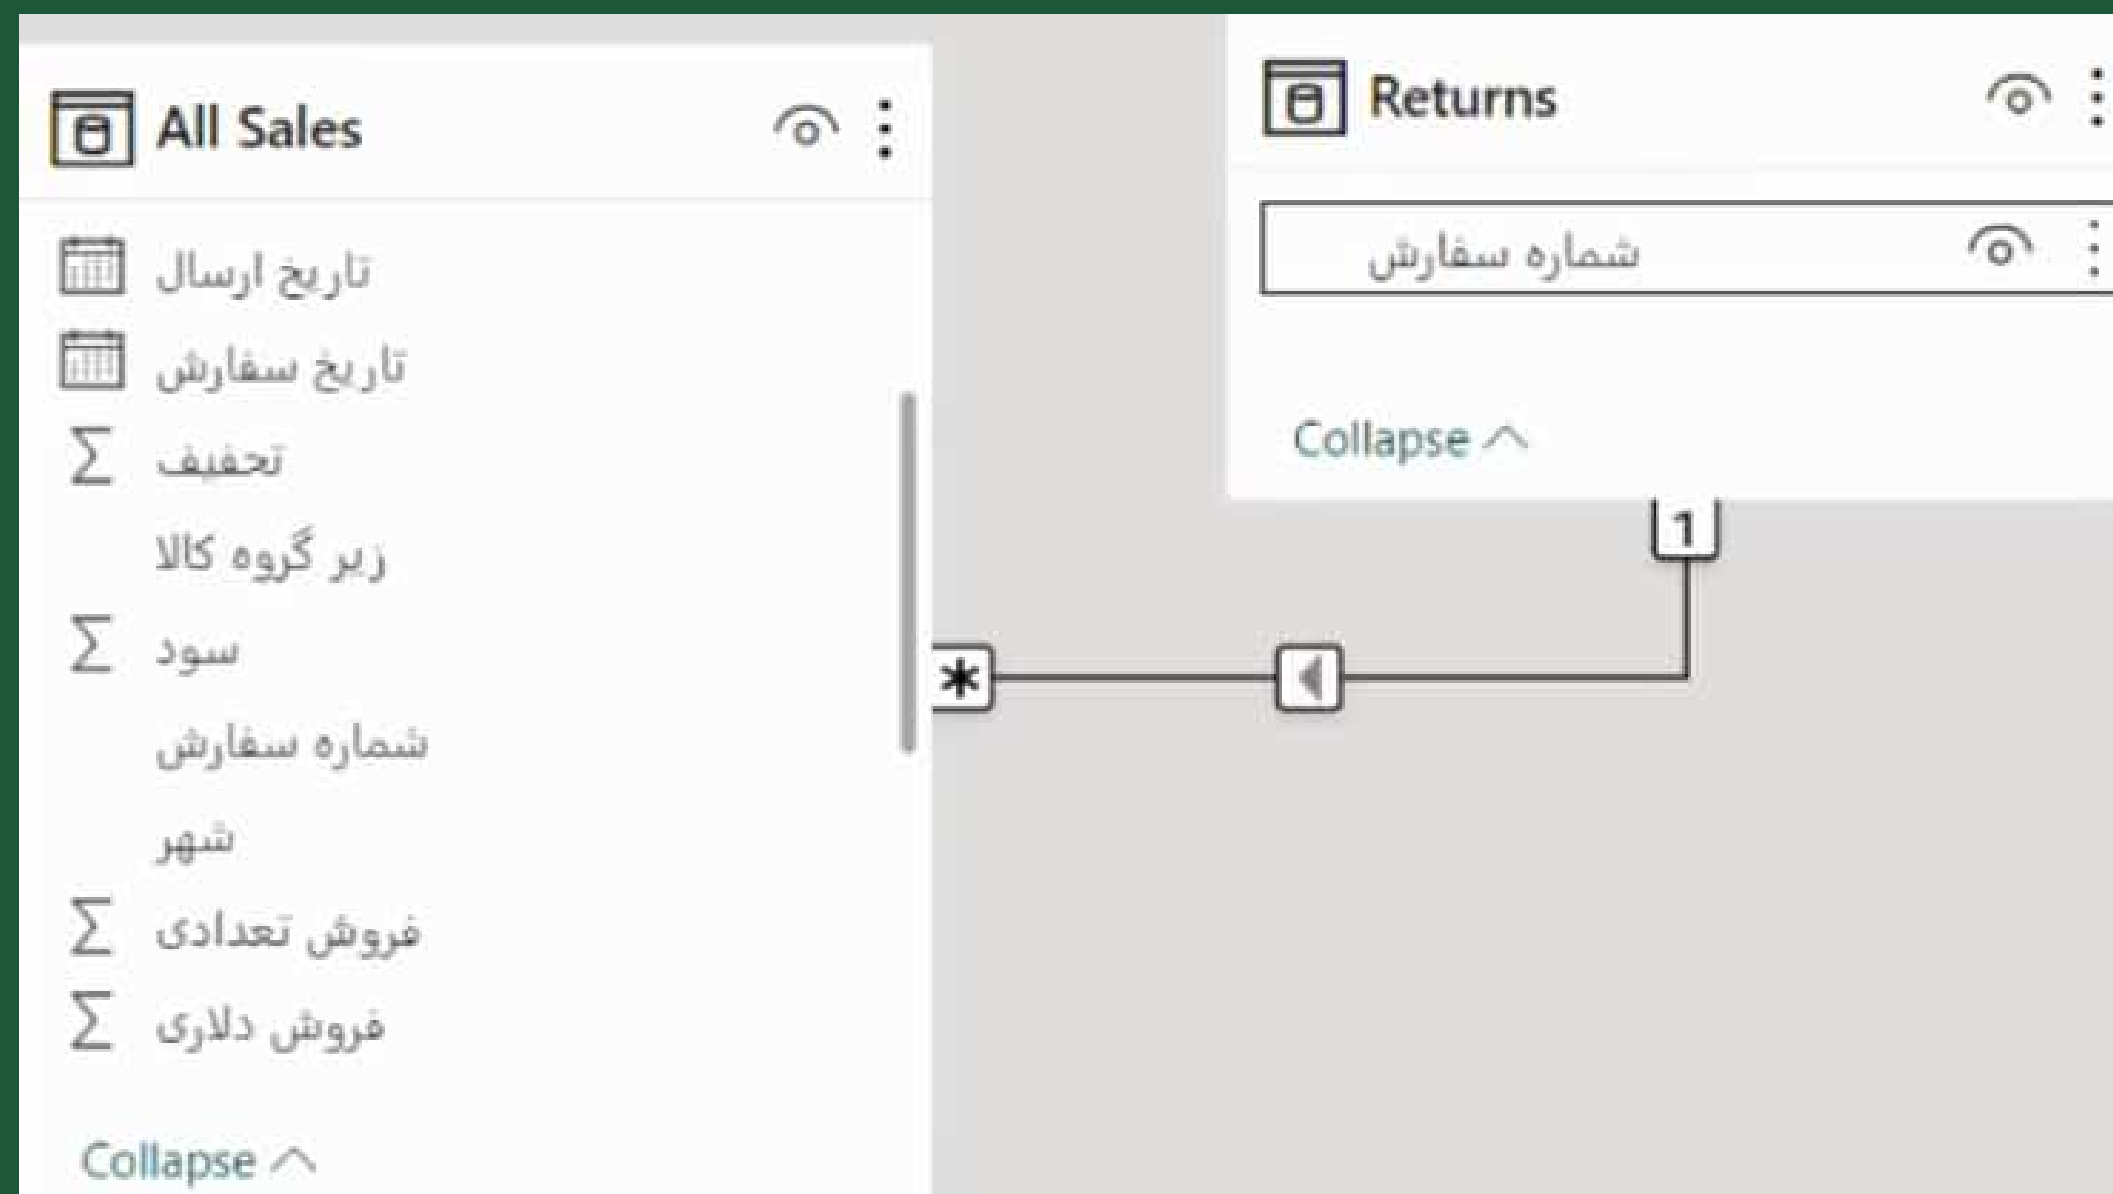 All Sales
تاریخ ارسال
تاریخ سفارش
Σ تحفیف
زیر گروه کالا
Σ سود
شماره سفارش
شهر
Σ فروش تعدادی
Σ فروش دلاری
Collapse
Returns
شماره سفارش
Collapse
1
*